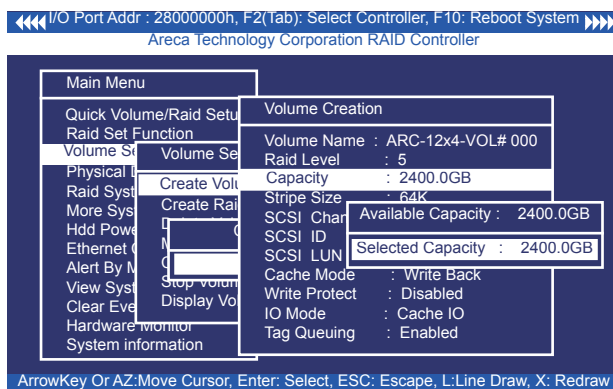 I/O Port Addr : 28000000h, F2(Tab): Select Controller, F10: Reboot System
Areca Technology Corporation RAID Controller
Main Menu
Quick Volume/Raid Setu
Raid Set Function
Volume Se
Physical
Raid Syst
More Sys
Hdd Powe
Ethernet
Alert By M
View Syst
Clear Eve
Hardware Monitor
System information
Volume Se
Create Volu
Create Rai
Stop Volum
Display Vo
Volume Creation
Volume Name : ARC-12x4-VOL# 000
Raid Level : 5
Capacity : 2400.0GB
Stripe Size : 64K
SCSI Chan
SCSI ID
SCSI LUN
Cache Mode : Write Back
Write Protect : Disabled
IO Mode : Cache IO
Tag Queuing : Enabled
Available Capacity : 2400.0GB
Selected Capacity : 2400.0GB
ArrowKey Or AZ:Move Cursor, Enter: Select, ESC: Escape, L:Line Draw, X: Redraw